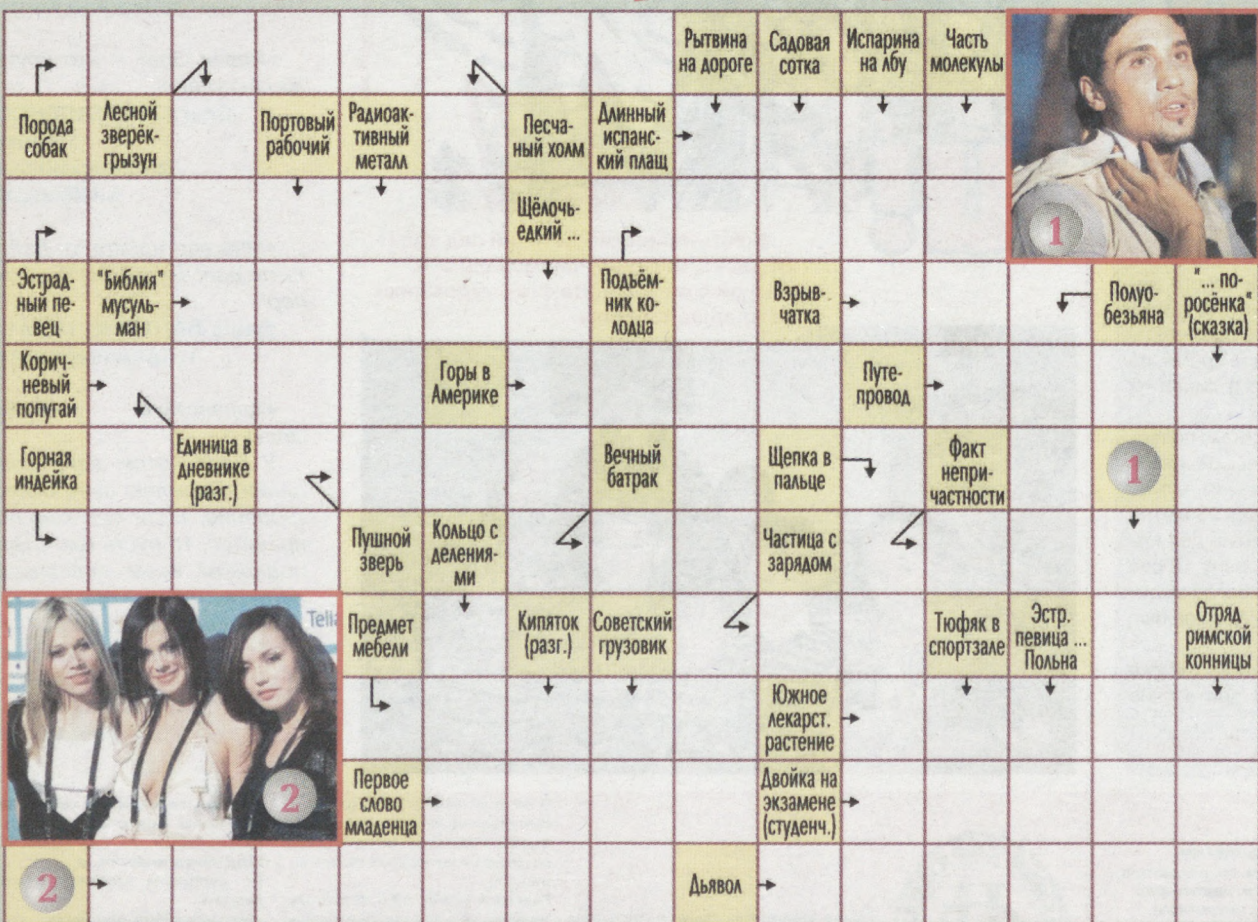 Рытвина
на дороге
Садовая
сотка
Испарина
на лбу
Часть
молекулы
Порода
собак
Лесной
зверёк-
грызун
Портовый
рабочий
Радиоак-
тивный
металл
Песча-
ный холм
Длинный
испанс-
кий плащ
1
Щёлочь-
едкий ...
Эстрад-
ный пе-
вец
"Библия"
мусуль-
ман
Подъём-
ник ко-
лодца
Взрыв-
чатка
Полуо-
безьяна
"... по-
росёнка"
(сказка)
Корич-
невый
попугай
Горы в
Америке
Путе-
провод
Горная
индейка
Единица в
дневнике
(разг.)
Вечный
батрак
Щепка в
пальце
Факт
непри-
частности
1
Пушной
зверь
Кольцо с
деления-
ми
Частица с
зарядом
Telia
Предмет
мебели
Кипяток
(разг.)
Советский
грузовик
Тюфяк в
спортзале
Эстр.
певица ...
Польна
Отряд
римской
конницы
Южное
лекарст.
растение
2
Первое
слово
младенца
Двойка на
экзамене
(студенч.)
2
Дьявол